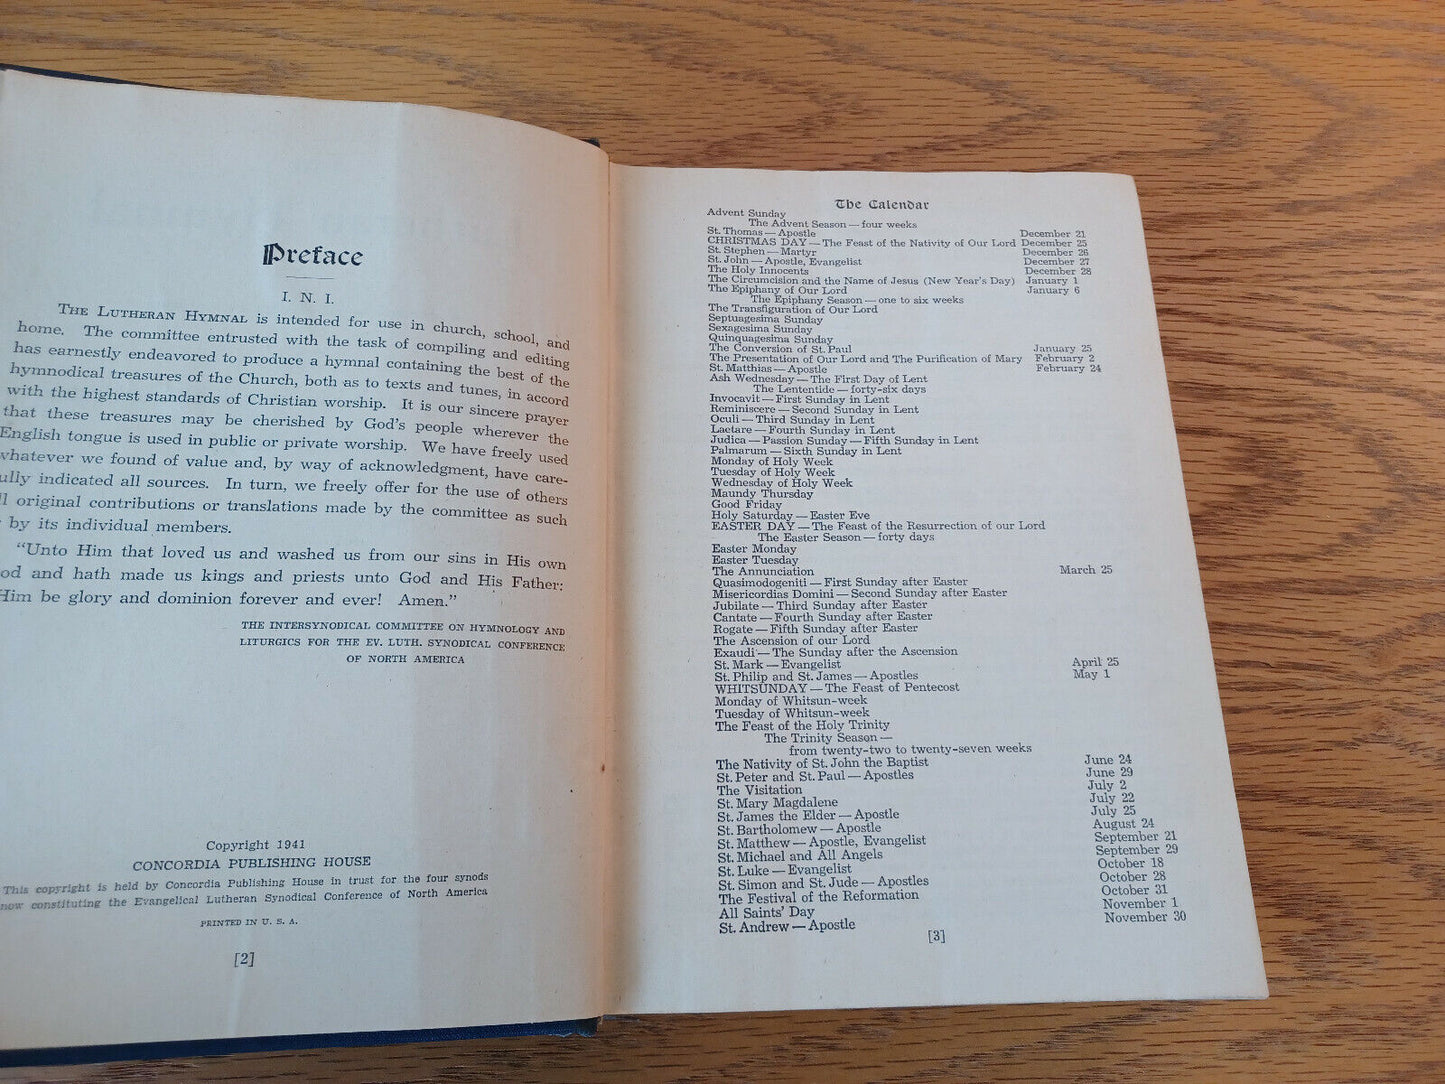 Preface
I. N. I.
THE LUTHERAN HYMNAL is intended for use in church, school, and
home. The committee entrusted with the task of compiling and editing
has earnestly endeavored to produce a hymnal containing the best of the
hymnodical treasures of the Church, both as to texts and tunes, in accord
with the highest standards of Christian worship. It is our sincere prayer
that these treasures may be cherished by God's people wherever the
English tongue is used in public or private worship. We have freely used
whatever we found of value and, by way of acknowledgment, have care-
ully indicated all sources. In turn, we freely offer for the use of others
ll original contributions or translations made by the committee as such
by its individual members.
"Unto Him that loved us and washed us from our sins in His own
ood and hath made us kings and priests unto God and His Father:
Him be glory and dominion forever and ever! Amen."
THE INTERSYNODICAL COMMITTEE ON HYMNOLOGY AND
LITURGICS FOR THE EV. LUTH. SYNODICAL CONFERENCE
OF NORTH AMERICA
Copyright 1941
CONCORDIA PUBLISHING HOUSE
This copyright is held by Concordia Publishing House in trust for the four synods
now constituting the Evangelical Lutheran Synodical Conference of North America
PRINTED IN U. S. A.
[2]
The Calendar
Advent Sunday
The Advent Season — four weeks
St. Thomas — Apostle December 21
CHRISTMAS DAY — The Feast of the Nativity of Our Lord December 25
St. Stephen — Martyr December 26
St. John — Apostle, Evangelist December 27
The Holy Innocents December 28
The Circumcision and the Name of Jesus (New Year's Day) January 1
The Epiphany of Our Lord January 6
The Epiphany Season — one to six weeks
The Transfiguration of Our Lord
Septuagesima Sunday
Sexagesima Sunday
Quinquagesima Sunday
The Conversion of St. Paul January 25
The Presentation of Our Lord and The Purification of Mary February 2
St. Matthias — Apostle February 24
Ash Wednesday — The First Day of Lent
The Lententide — forty-six days
Invocavit — First Sunday in Lent
Reminiscere — Second Sunday in Lent
Oculi — Third Sunday in Lent
Laetare — Fourth Sunday in Lent
Judica — Passion Sunday — Fifth Sunday in Lent
Palmarum — Sixth Sunday in Lent
Monday of Holy Week
Tuesday of Holy Week
Wednesday of Holy Week
Maundy Thursday
Good Friday
Holy Saturday — Easter Eve
EASTER DAY — The Feast of the Resurrection of our Lord
The Easter Season — forty days
Easter Monday
Easter Tuesday
The Annunciation March 25
Quasimodogeniti — First Sunday after Easter
Misericordias Domini — Second Sunday after Easter
Jubilate — Third Sunday after Easter
Cantate — Fourth Sunday after Easter
Rogate — Fifth Sunday after Easter
The Ascension of our Lord
Exaudi — The Sunday after the Ascension
St. Mark — Evangelist April 25
St. Philip and St. James — Apostles May 1
WHITSUNDAY — The Feast of Pentecost
Monday of Whitsun-week
Tuesday of Whitsun-week
The Feast of the Holy Trinity
The Trinity Season —
from twenty-two to twenty-seven weeks
The Nativity of St. John the Baptist June 24
St. Peter and St. Paul — Apostles June 29
The Visitation July 2
St. Mary Magdalene July 22
St. James the Elder — Apostle July 25
St. Bartholomew — Apostle August 24
St. Matthew — Apostle, Evangelist September 21
St. Michael and All Angels September 29
St. Luke — Evangelist October 18
St. Simon and St. Jude — Apostles October 28
The Festival of the Reformation October 31
All Saints' Day November 1
St. Andrew — Apostle November 30
[3]